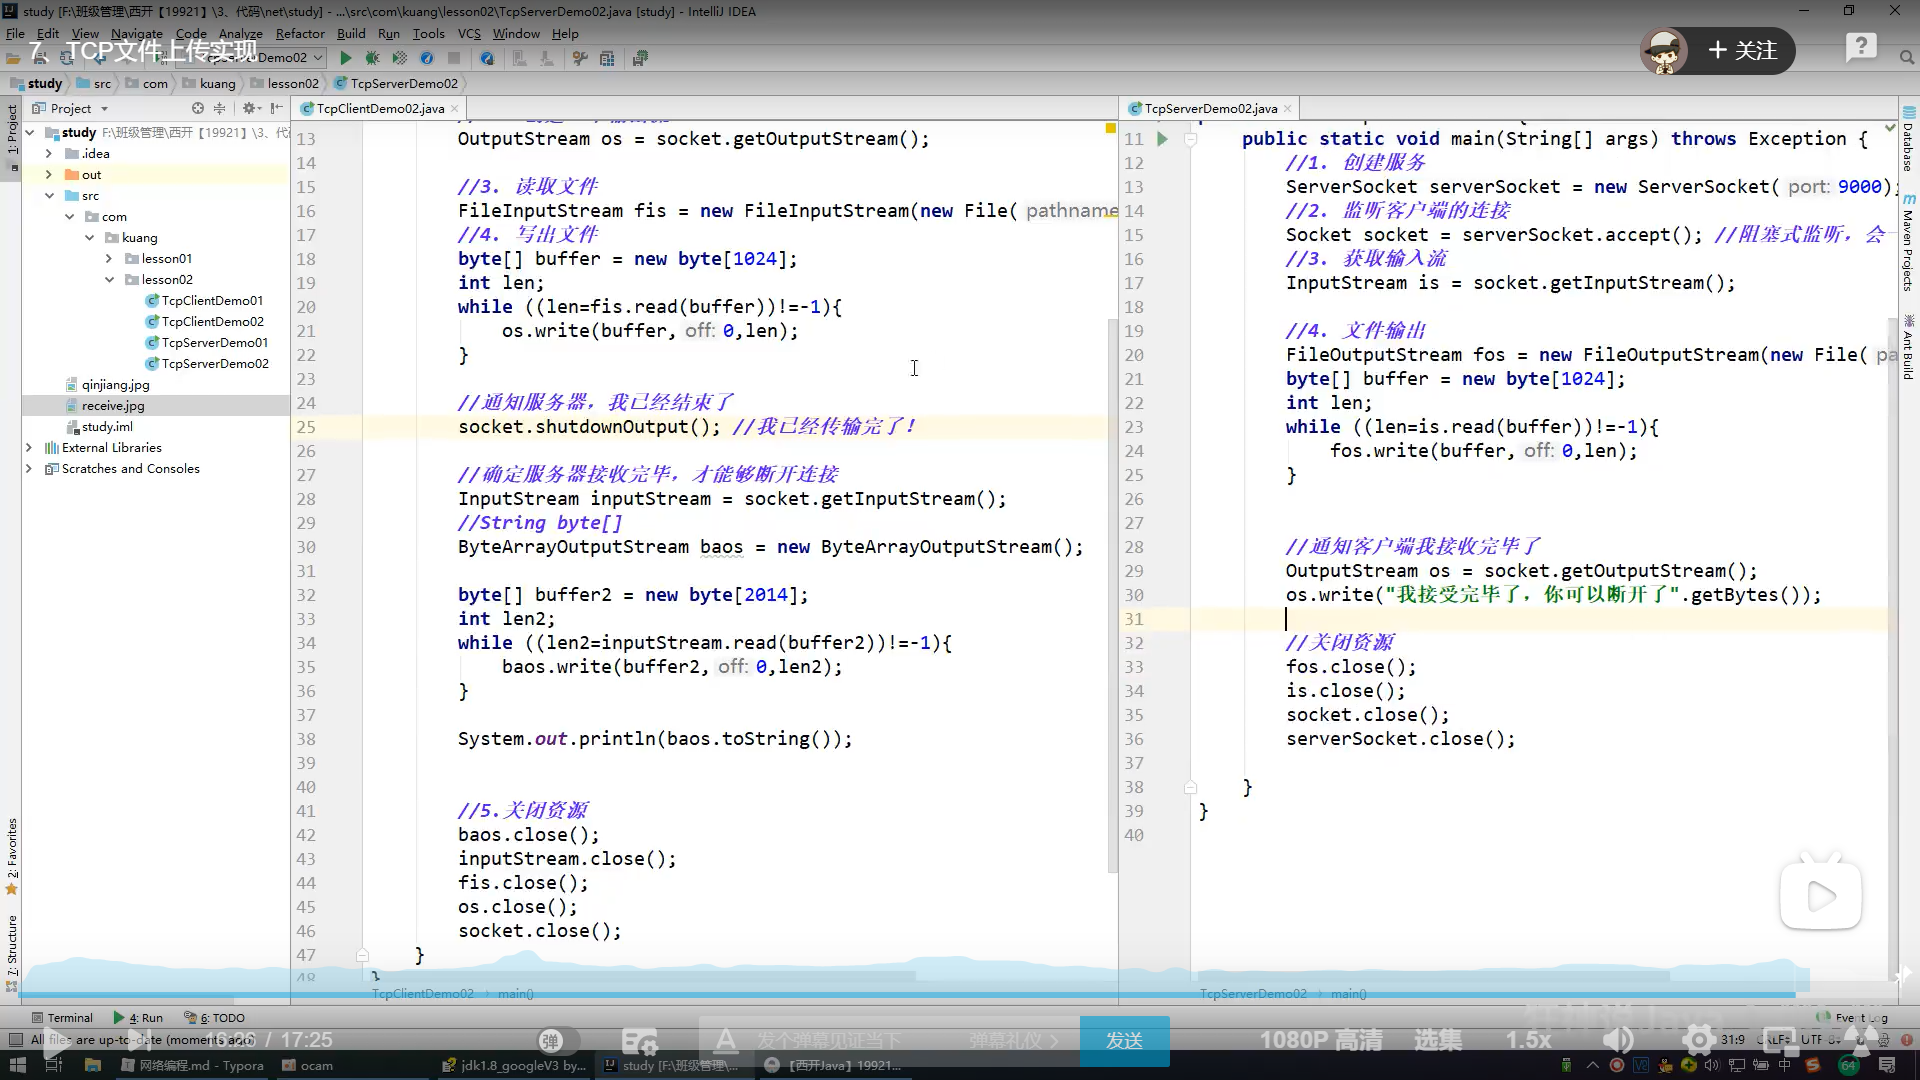 study [F:\班级管理\西开【19921】\3、代码\net\study] - ...\src\com\kuang\lesson02\TcpServerDemo02.java [study] - IntelliJ IDEA
File Edit View Navigate Code Analyze Refactor Build Run Tools VCS Window Help
7、TCP文件上传实现
+ 关注
study src com kuang lesson02 TcpServerDemo02
Project
TcpClientDemo02.java
TcpServerDemo02.java
1: Project
study F:\班级管理\西开【19921】\3、代
.idea
out
src
com
kuang
lesson01
lesson02
TcpClientDemo01
TcpClientDemo02
TcpServerDemo01
TcpServerDemo02
qinjiang.jpg
receive.jpg
study.iml
External Libraries
Scratches and Consoles
2: Favorites
7: Structure
13 OutputStream os = socket.getOutputStream();
14
15 //3. 读取文件
16 FileInputStream fis = new FileInputStream(new File( pathname
17 //4. 写出文件
18 byte[] buffer = new byte[1024];
19 int len;
20 while ((len=fis.read(buffer))!=-1){
21 os.write(buffer, off: 0,len);
22 }
23
24 //通知服务器，我已经结束了
25 socket.shutdownOutput(); //我已经传输完了！
26
27 //确定服务器接收完毕，才能够断开连接
28 InputStream inputStream = socket.getInputStream();
29 //String byte[]
30 ByteArrayOutputStream baos = new ByteArrayOutputStream();
31
32 byte[] buffer2 = new byte[2014];
33 int len2;
34 while ((len2=inputStream.read(buffer2))!=-1){
35 baos.write(buffer2, off: 0,len2);
36 }
37
38 System.out.println(baos.toString());
39
40
41 //5.关闭资源
42 baos.close();
43 inputStream.close();
44 fis.close();
45 os.close();
46 socket.close();
47 }
48 }
TcpClientDemo02 main()
11 public static void main(String[] args) throws Exception {
12 //1. 创建服务
13 ServerSocket serverSocket = new ServerSocket( port: 9000);
14 //2. 监听客户端的连接
15 Socket socket = serverSocket.accept(); //阻塞式监听，会
16 //3. 获取输入流
17 InputStream is = socket.getInputStream();
18
19 //4. 文件输出
20 FileOutputStream fos = new FileOutputStream(new File( pa
21 byte[] buffer = new byte[1024];
22 int len;
23 while ((len=is.read(buffer))!=-1){
24 fos.write(buffer, off: 0,len);
25 }
26
27
28 //通知客户端我接收完毕了
29 OutputStream os = socket.getOutputStream();
30 os.write("我接受完毕了，你可以断开了".getBytes());
31
32 //关闭资源
33 fos.close();
34 is.close();
35 socket.close();
36 serverSocket.close();
37
38 }
39 }
40
TcpServerDemo02 main()
Database
Maven Projects
Ant Build
Terminal 4: Run 6: TODO
Event Log
All files are up-to-date (moments ago)
16:26 / 17:25
弹
发个弹幕见证当下
弹幕礼仪 >
发送
1080P 高清
选集
1.5x
31:9 CRLF UTF-8
网络编程.md - Typora
ocam
jdk1.8_googleV3 by...
study [F:\班级管理\...
【西开Java】19921...
中
64